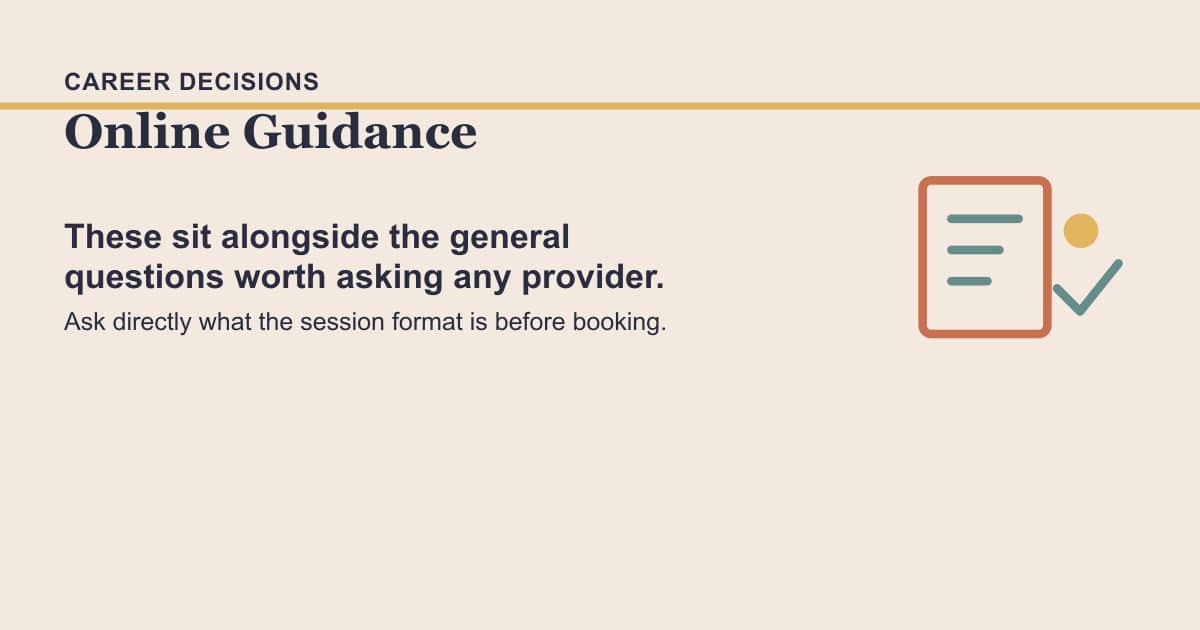 CAREER DECISIONS
Online Guidance
These sit alongside the general
questions worth asking any provider.
Ask directly what the session format is before booking.